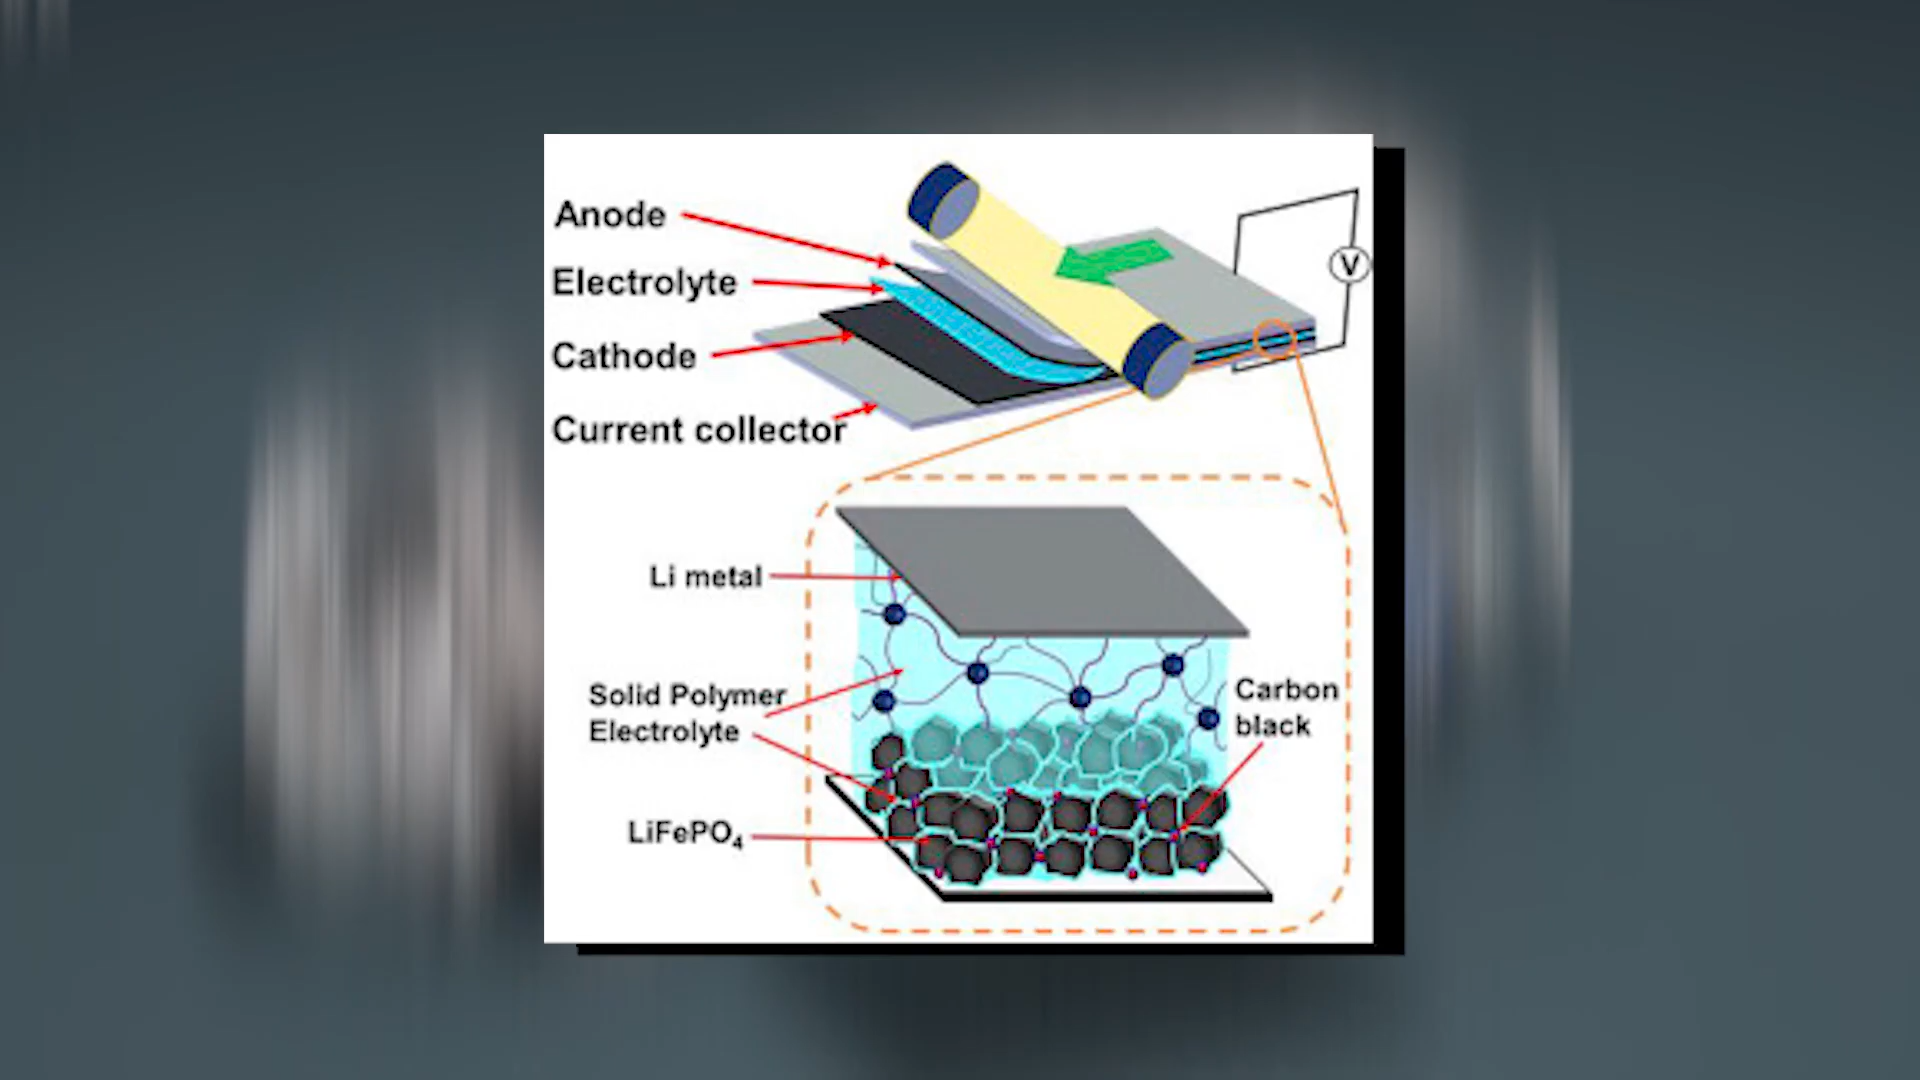 Anode
Electrolyte
Cathode
Current collector
V
Li metal
Solid Polymer
Electrolyte
Carbon
black
LiFePO₄